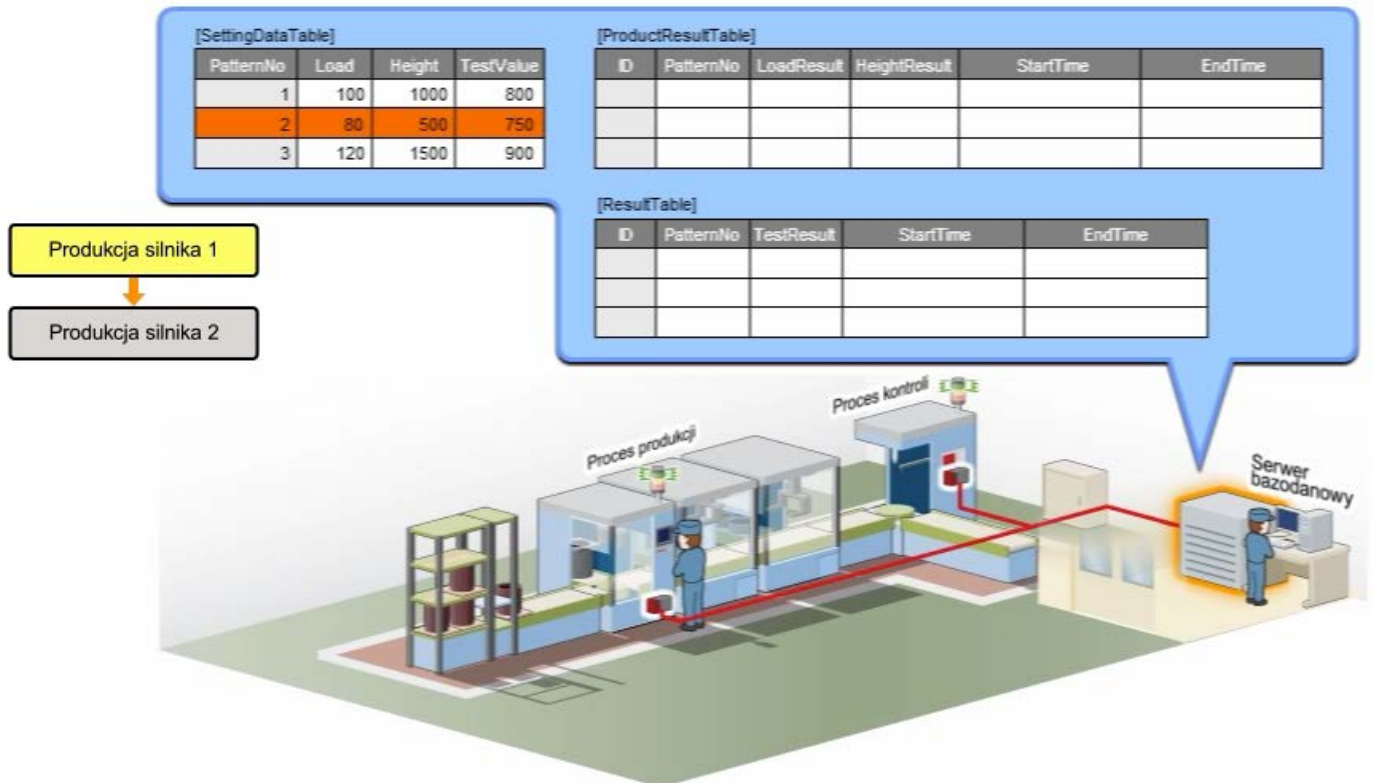 [SettingDataTable]
PatternNo Load Height TestValue
1 100 1000 800
2 80 500 750
3 120 1500 900
[ProductResultTable]
ID PatternNo LoadResult HeightResult StartTime EndTime
[ResultTable]
ID PatternNo TestResult StartTime EndTime
Produkcja silnika 1
Produkcja silnika 2
Proces produkcji
Proces kontroli
Serwer
bazodanowy